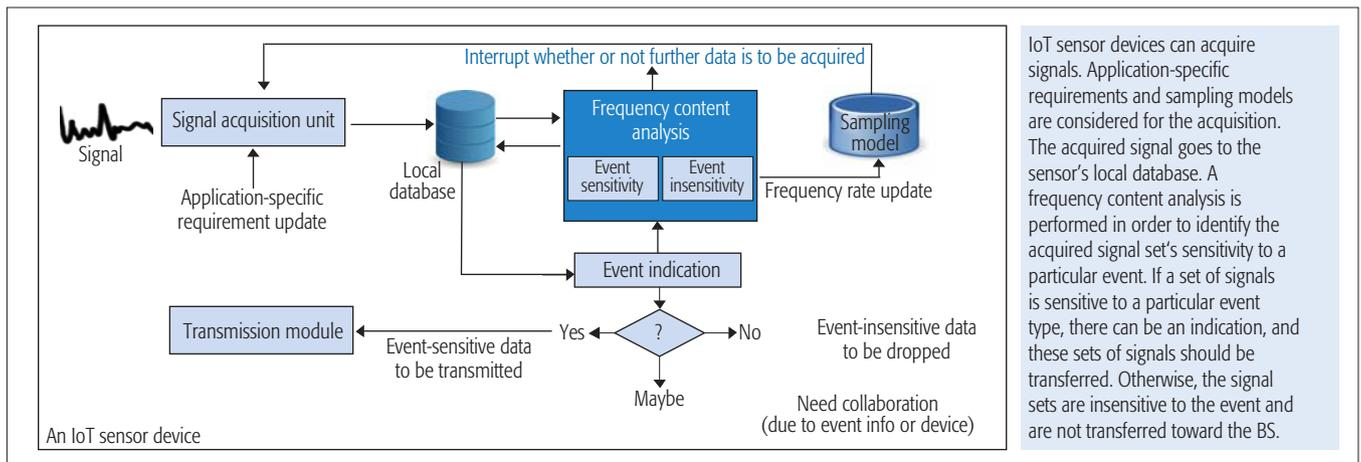 Interrupt whether or not further data is to be acquired
Signal
Signal acquisition unit
Application-specific
requirement update
Local
database
Frequency content
analysis
Event
sensitivity
Event
insensitivity
Sampling
model
Frequency rate update
Event indication
?
Yes
No
Maybe
Transmission module
Event-sensitive data
to be transmitted
Event-insensitive data
to be dropped
Need collaboration
(due to event info or device)
An IoT sensor device
IoT sensor devices can acquire
signals. Application-specific
requirements and sampling models
are considered for the acquisition.
The acquired signal goes to the
sensor's local database. A
frequency content analysis is
performed in order to identify the
acquired signal set‘s sensitivity to a
particular event. If a set of signals
is sensitive to a particular event
type, there can be an indication, and
these sets of signals should be
transferred. Otherwise, the signal
sets are insensitive to the event and
are not transferred toward the BS.